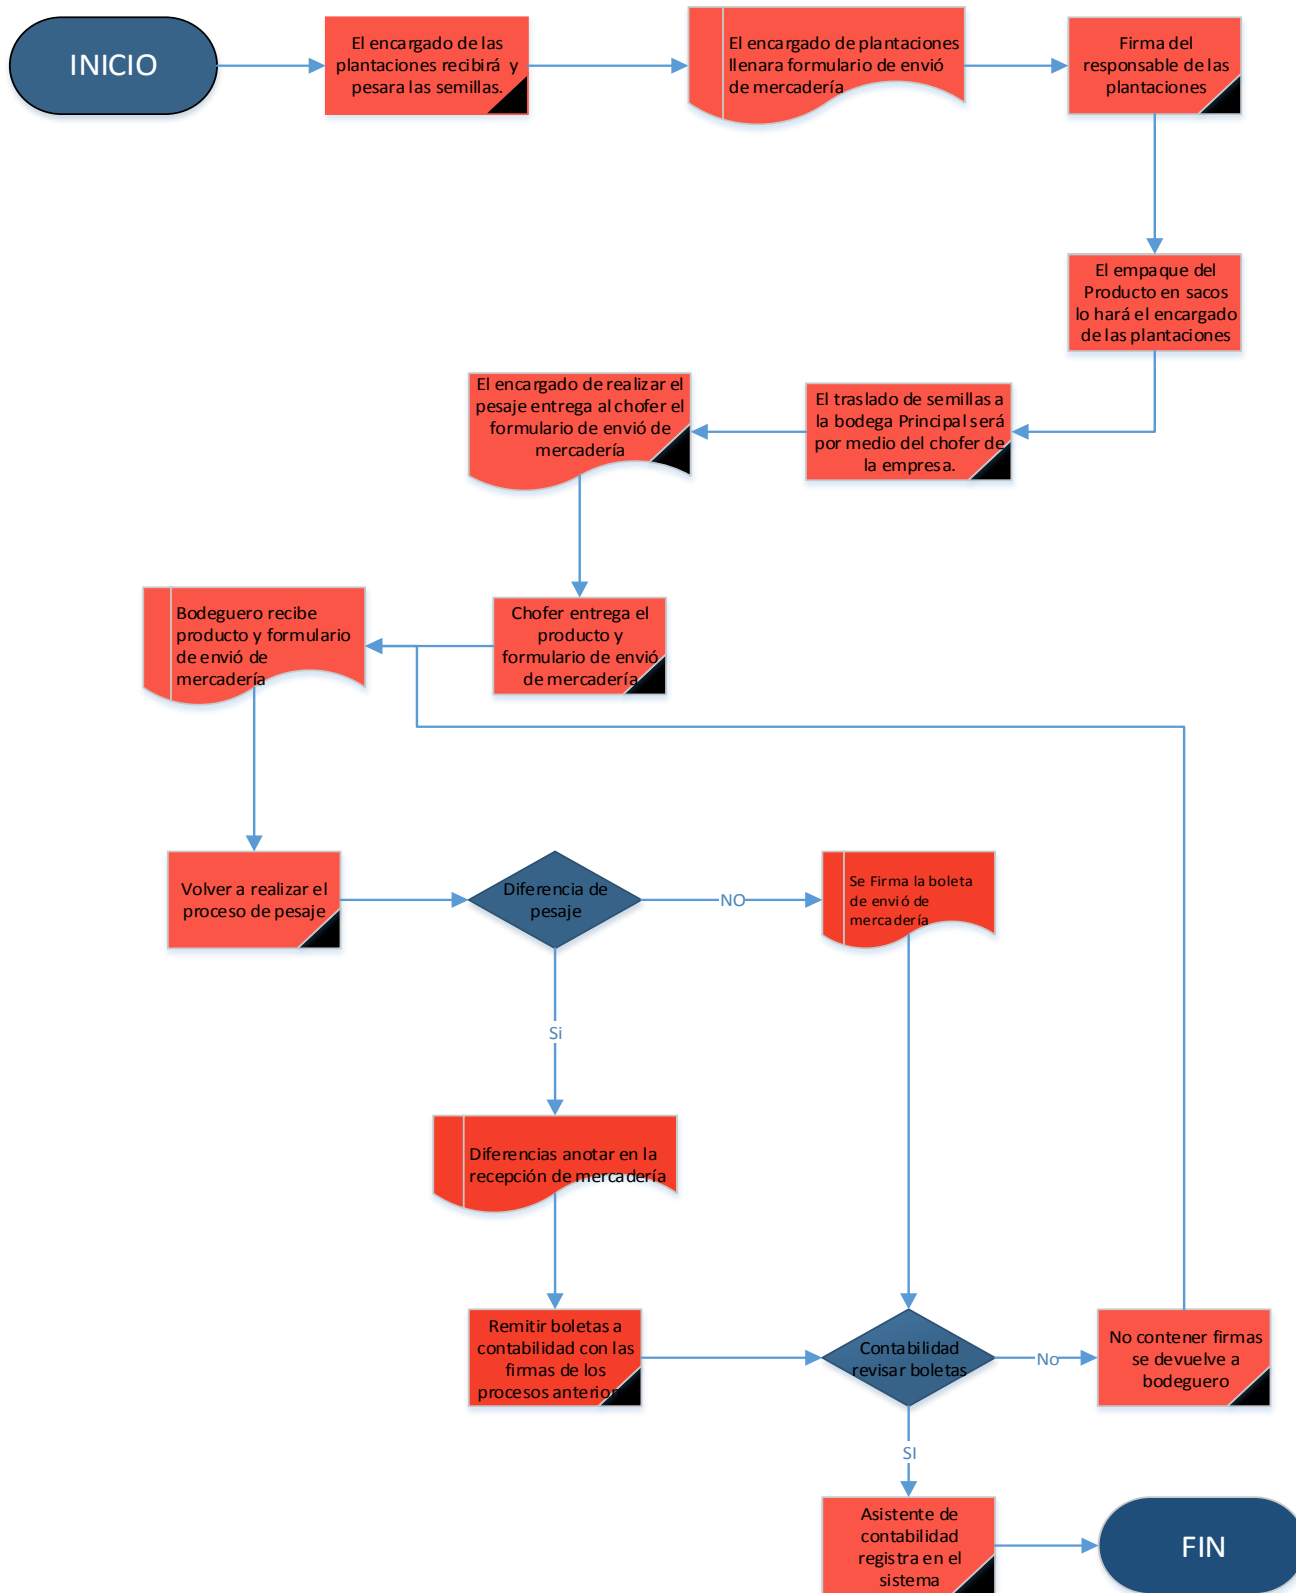 INICIO
El encargado de las
plantaciones recibirá y
pesara las semillas.
El encargado de plantaciones
llenara formulario de envió
de mercadería
Firma del
responsable de las
plantaciones
El empaque del
Producto en sacos
lo hará el encargado
de las plantaciones
El traslado de semillas a
la bodega Principal será
por medio del chofer de
la empresa.
El encargado de realizar el
pesaje entrega al chofer el
formulario de envió de
mercadería
Chofer entrega el
producto y
formulario de envió
de mercadería
Bodeguero recibe
producto y formulario
de envió de
mercadería
Volver a realizar el
proceso de pesaje
Diferencia de
pesaje
NO
Se Firma la boleta
de envió de
mercadería
Si
Diferencias anotar en la
recepción de mercadería
Remitir boletas a
contabilidad con las
firmas de los
procesos
Contabilidad
revisar boletas
No
No contener firmas
se devuelve a
bodeguero
SI
Asistente de
contabilidad
registra en el
sistema
FIN